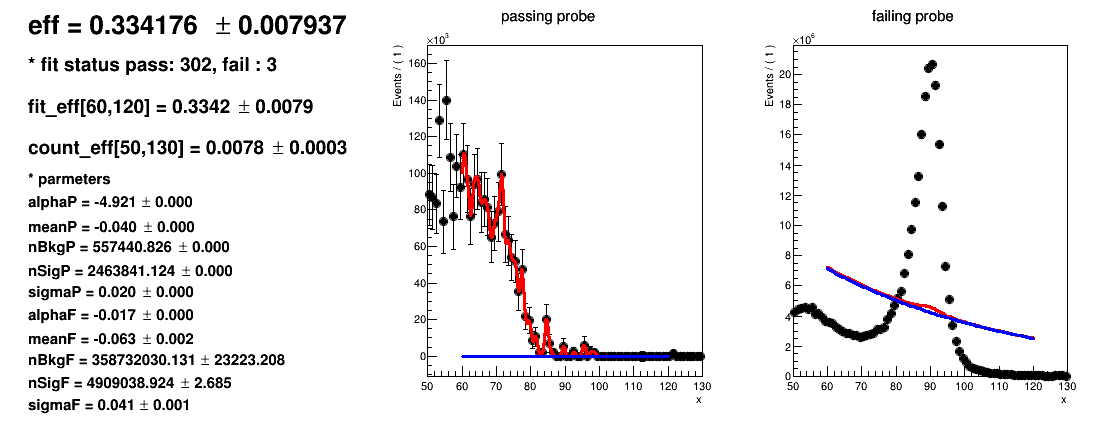 eff = 0.334176 ± 0.007937
* fit status pass: 302, fail : 3
fit_eff[60,120] = 0.3342 ± 0.0079
count_eff[50,130] = 0.0078 ± 0.0003
* parmeters
alphaP = -4.921 ± 0.000
meanP = -0.040 ± 0.000
nBkgP = 557440.826 ± 0.000
nSigP = 2463841.124 ± 0.000
sigmaP = 0.020 ± 0.000
alphaF = -0.017 ± 0.000
meanF = -0.063 ± 0.002
nBkgF = 358732030.131 ± 23223.208
nSigF = 4909038.924 ± 2.685
sigmaF = 0.041 ± 0.001
passing probe
×10³
Events / ( 1 )
160
140
120
100
80
60
40
20
0
50 60 70 80 90 100 110 120 130
x
failing probe
×10⁶
Events / ( 1 )
20
18
16
14
12
10
8
6
4
2
0
50 60 70 80 90 100 110 120 130
x